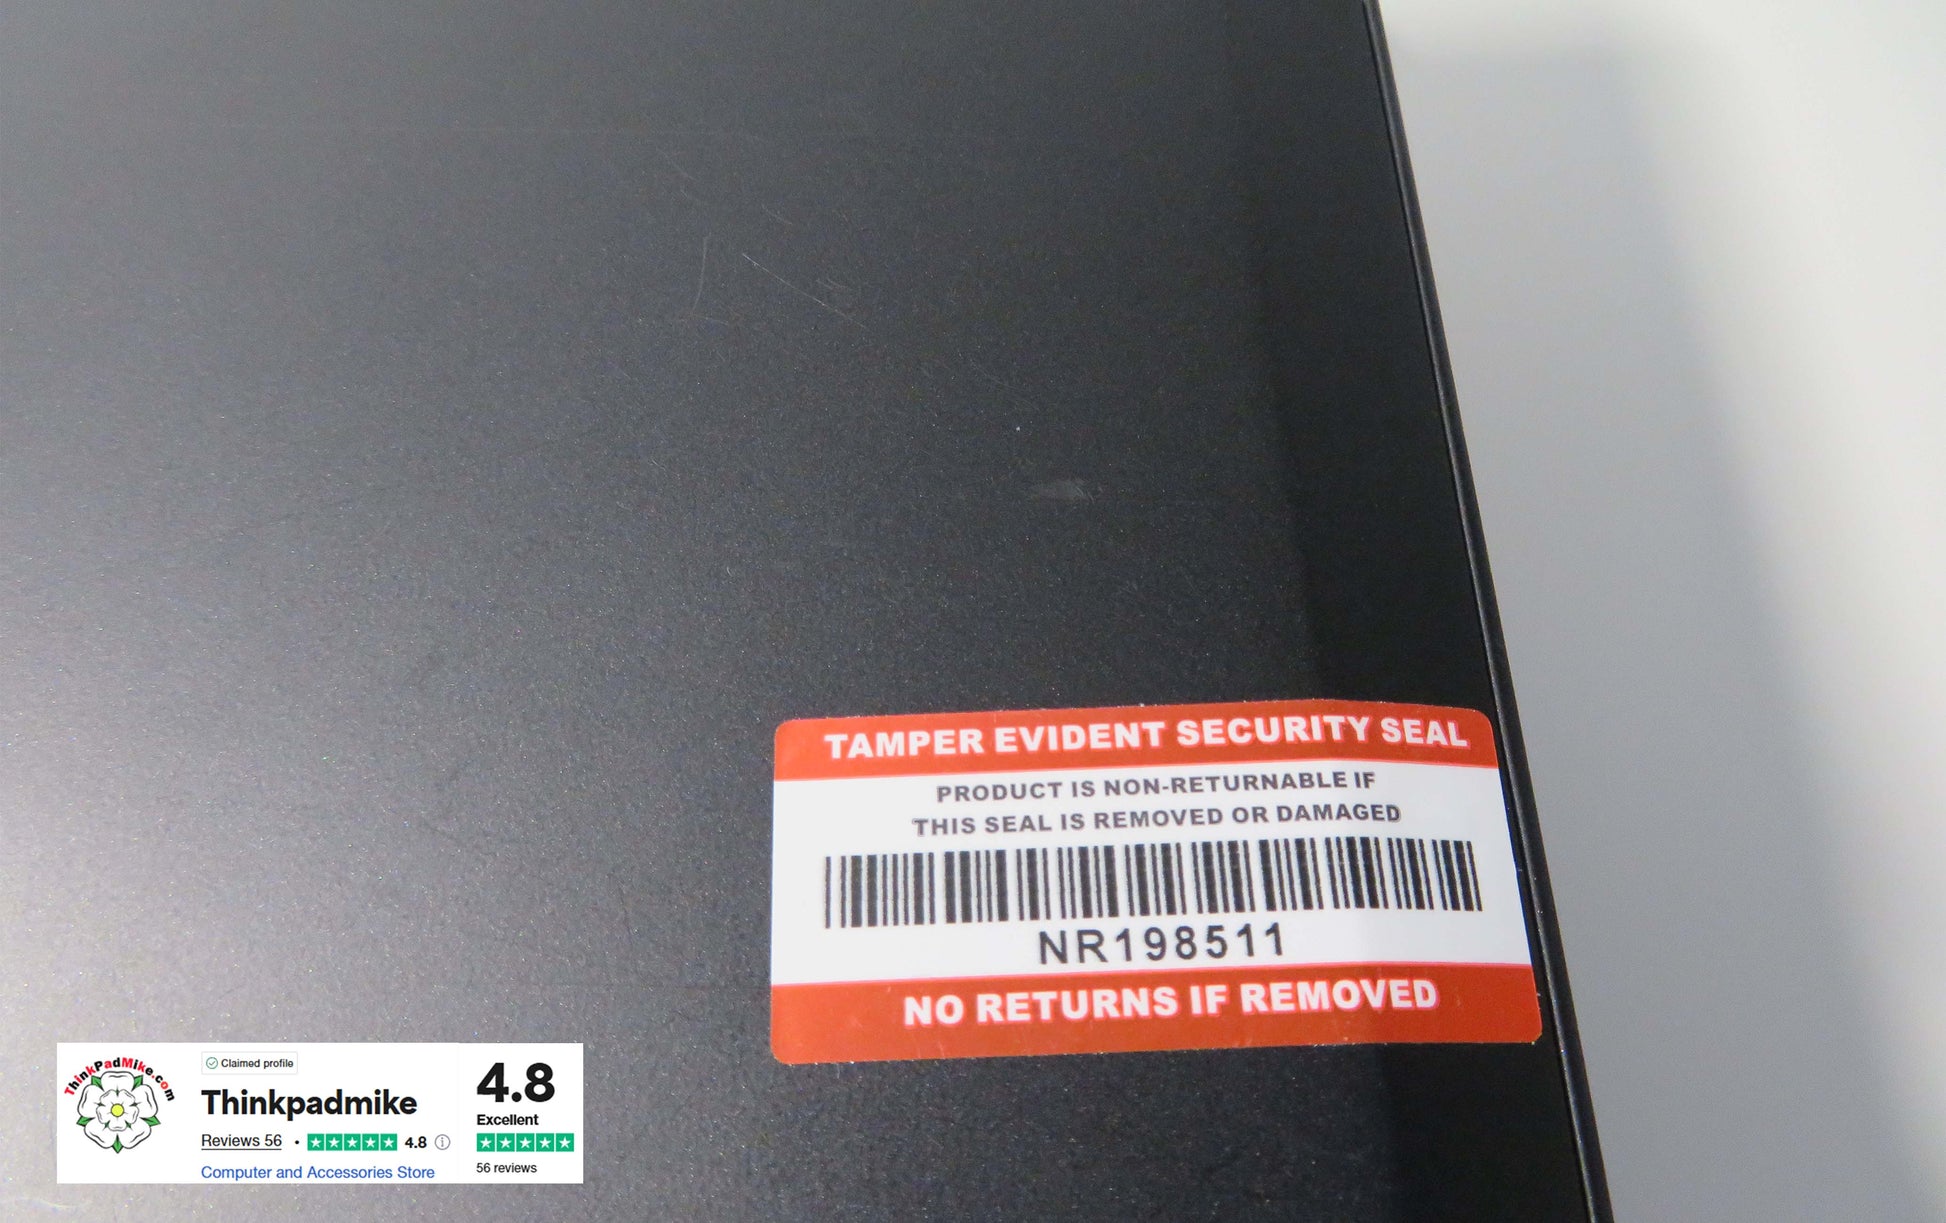 TAMPER EVIDENT SECURITY SEAL
PRODUCT IS NON-RETURNABLE IF
THIS SEAL IS REMOVED OR DAMAGED
NR198511
NO RETURNS IF REMOVED
ThinkPadMike.com
Claimed profile
Thinkpadmike
Reviews 56 • 4.8
Computer and Accessories Store
4.8
Excellent
56 reviews